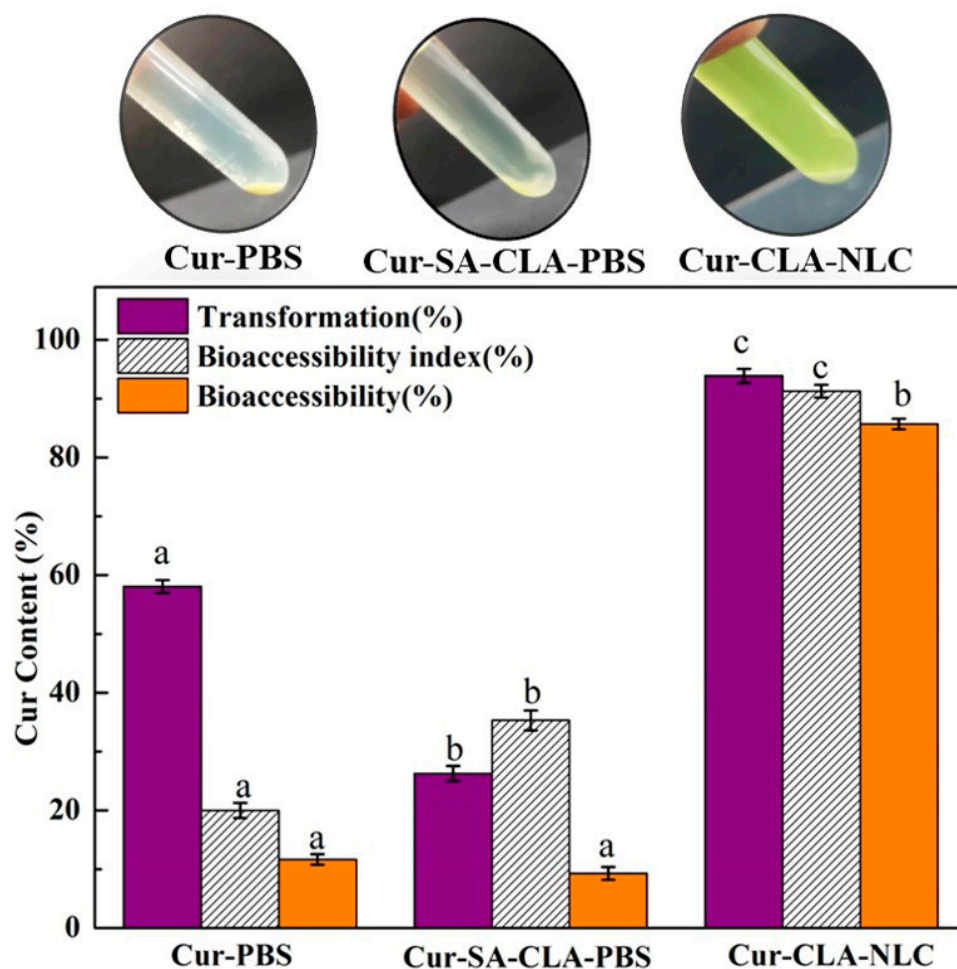 Cur-PBS Cur-SA-CLA-PBS Cur-CLA-NLC
Transformation(%)
Bioaccessibility index(%)
Bioaccessibility(%)
Cur Content (%)
100
80
60
40
20
0
a a a
b b a
c c b
Cur-PBS Cur-SA-CLA-PBS Cur-CLA-NLC